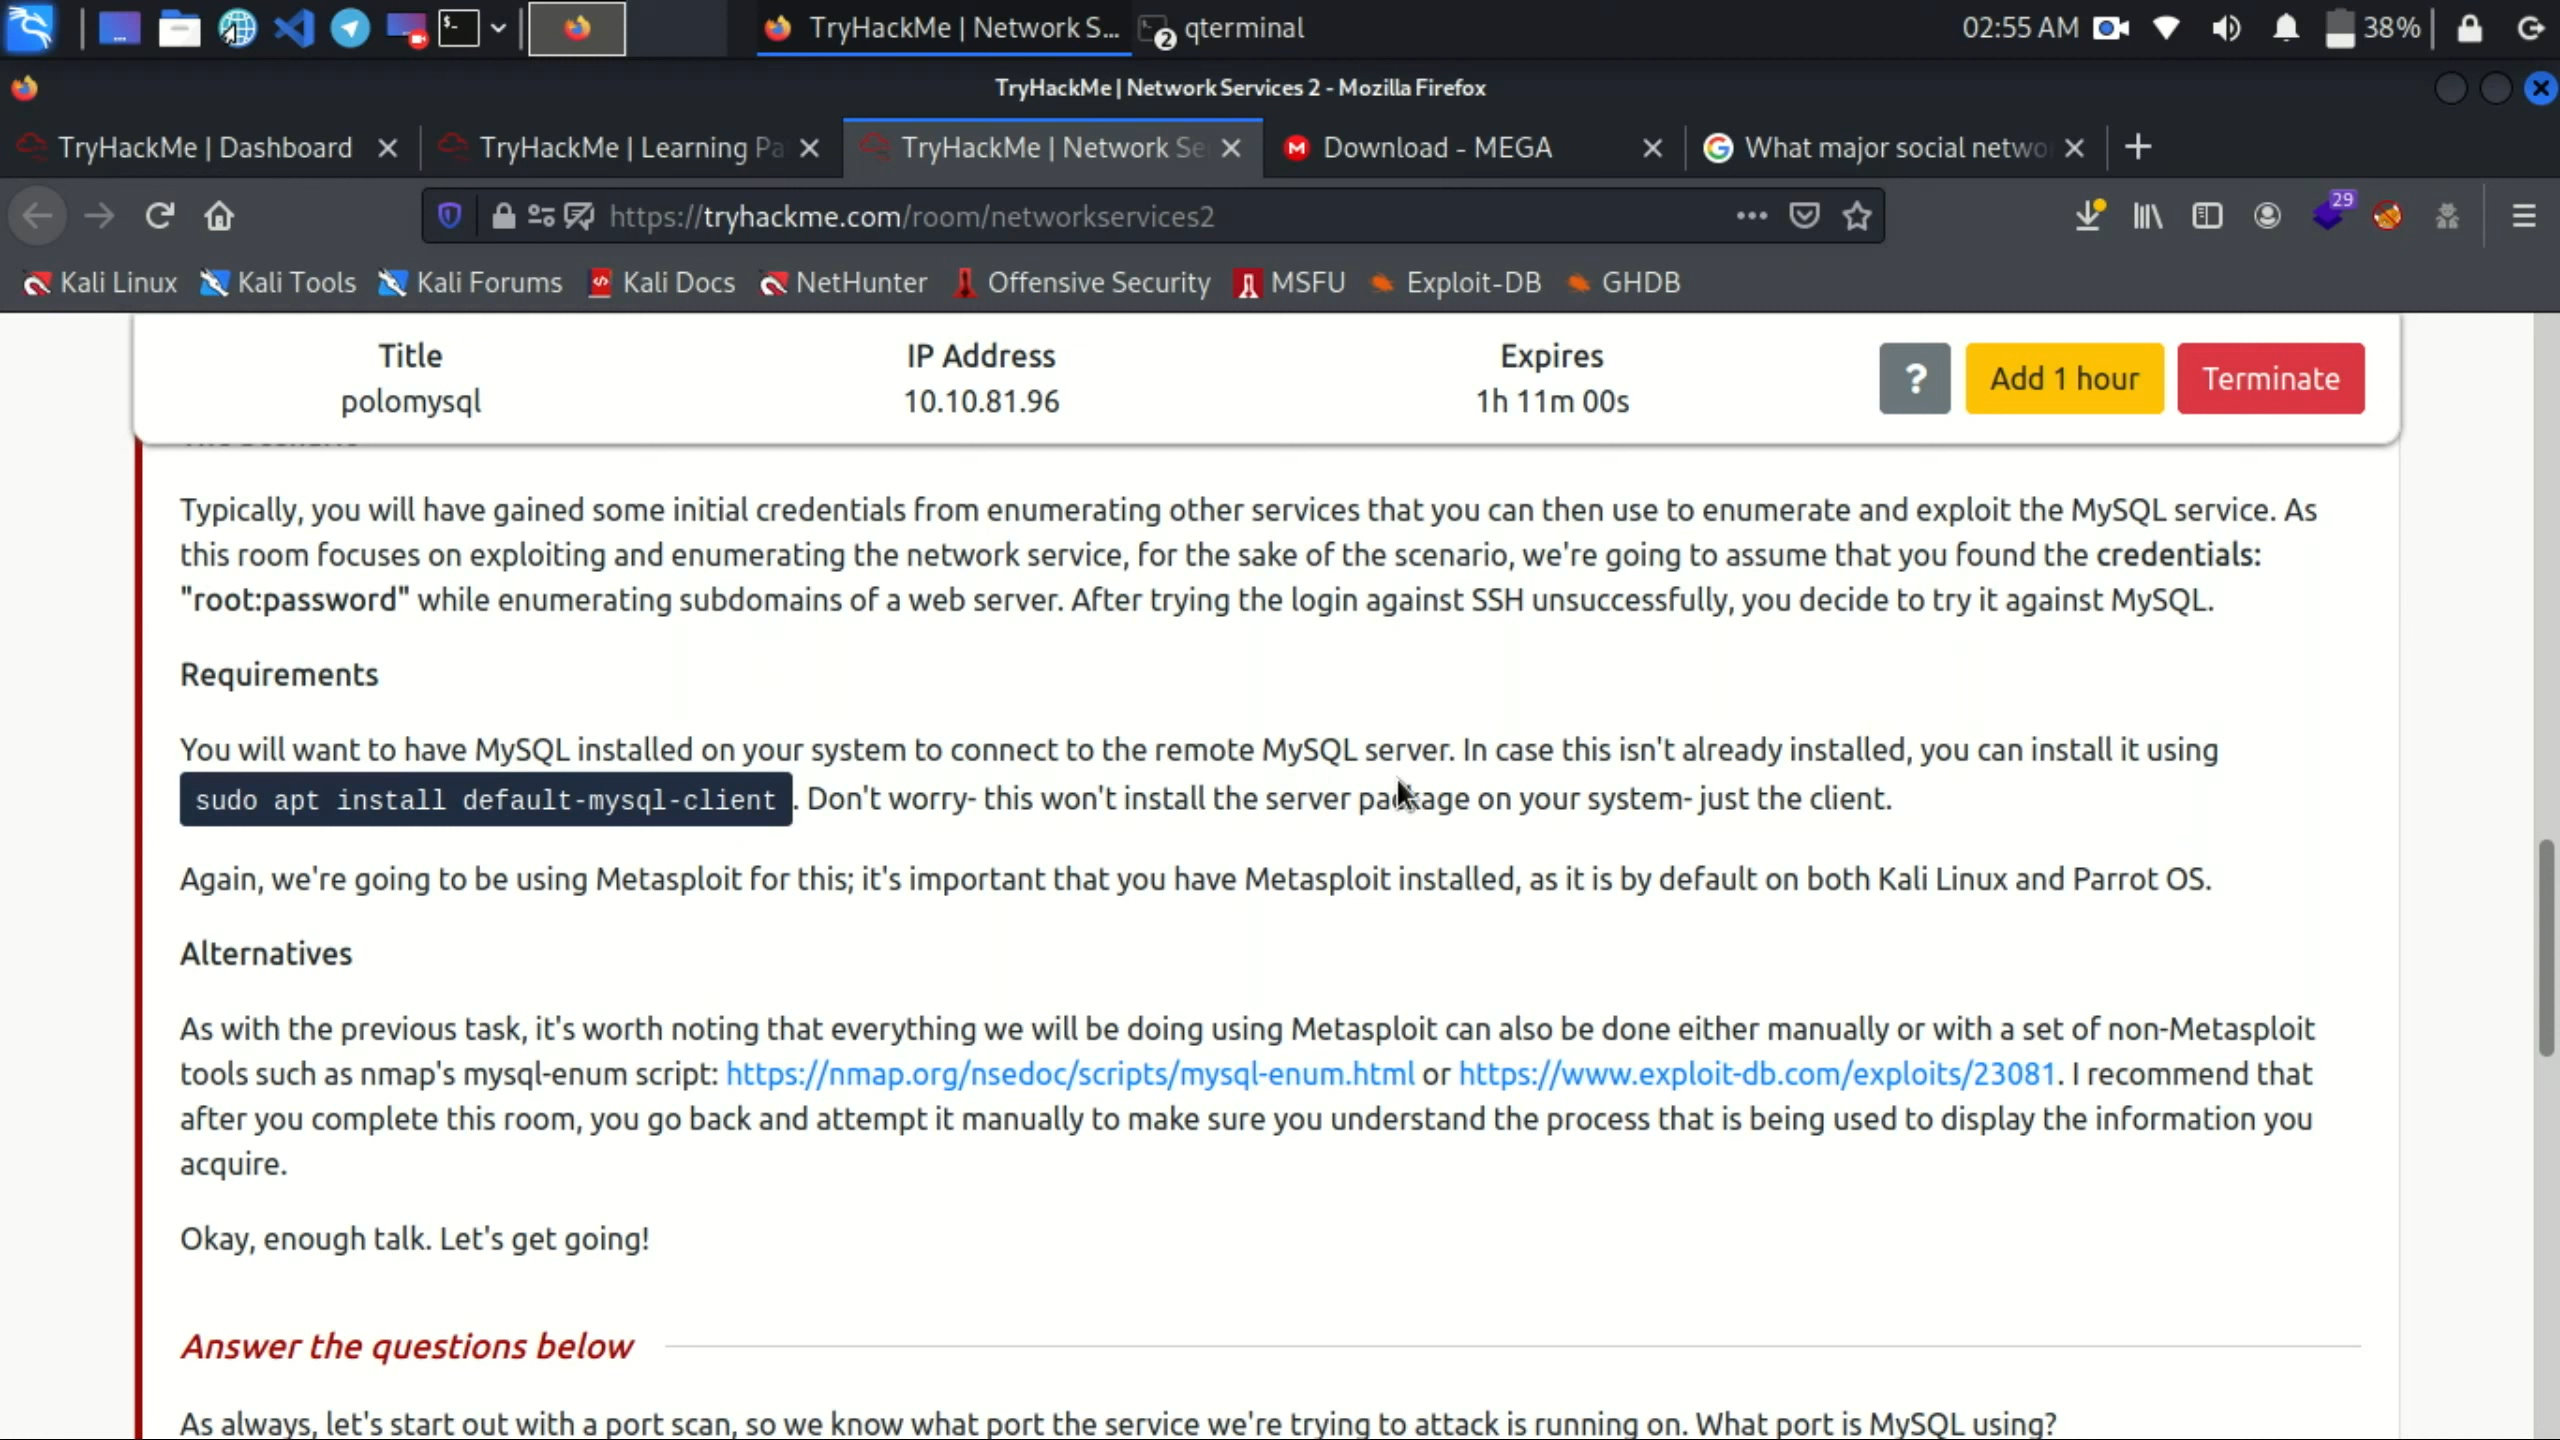 TryHackMe | Network S...
2 qterminal
02:55 AM
38%
TryHackMe | Network Services 2 - Mozilla Firefox
TryHackMe | Dashboard
TryHackMe | Learning Pa
TryHackMe | Network Se
Download - MEGA
What major social netwo
https://tryhackme.com/room/networkservices2
29
Kali Linux
Kali Tools
Kali Forums
Kali Docs
NetHunter
Offensive Security
MSFU
Exploit-DB
GHDB
Title
IP Address
Expires
polomysql
10.10.81.96
1h 11m 00s
?
Add 1 hour
Terminate
Typically, you will have gained some initial credentials from enumerating other services that you can then use to enumerate and exploit the MySQL service. As
this room focuses on exploiting and enumerating the network service, for the sake of the scenario, we're going to assume that you found the credentials:
"root:password" while enumerating subdomains of a web server. After trying the login against SSH unsuccessfully, you decide to try it against MySQL.
Requirements
You will want to have MySQL installed on your system to connect to the remote MySQL server. In case this isn't already installed, you can install it using
sudo apt install default-mysql-client . Don't worry- this won't install the server package on your system- just the client.
Again, we're going to be using Metasploit for this; it's important that you have Metasploit installed, as it is by default on both Kali Linux and Parrot OS.
Alternatives
As with the previous task, it's worth noting that everything we will be doing using Metasploit can also be done either manually or with a set of non-Metasploit
tools such as nmap's mysql-enum script: https://nmap.org/nsedoc/scripts/mysql-enum.html or https://www.exploit-db.com/exploits/23081. I recommend that
after you complete this room, you go back and attempt it manually to make sure you understand the process that is being used to display the information you
acquire.
Okay, enough talk. Let's get going!
Answer the questions below
As always, let's start out with a port scan, so we know what port the service we're trying to attack is running on. What port is MySQL using?